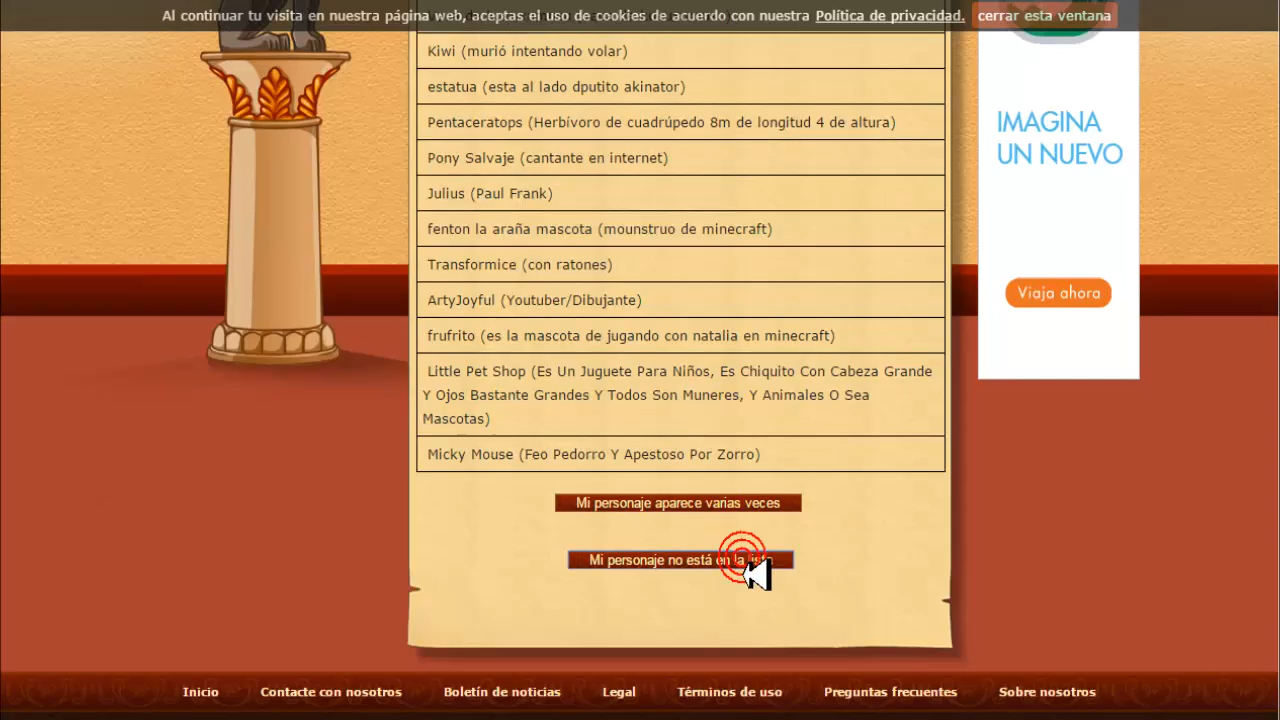 Al continuar tu visita en nuestra página web, aceptas el uso de cookies de acuerdo con nuestra Política de privacidad. cerrar esta ventana
Kiwi (murió intentando volar)
estatua (esta al lado dputito akinator)
Pentaceratops (Herbívoro de cuadrúpedo 8m de longitud 4 de altura)
Pony Salvaje (cantante en internet)
Julius (Paul Frank)
fenton la araña mascota (mounstruo de minecraft)
Transformice (con ratones)
ArtyJoyful (Youtuber/Dibujante)
frufrito (es la mascota de jugando con natalia en minecraft)
Little Pet Shop (Es Un Juguete Para Niños, Es Chiquito Con Cabeza Grande
Y Ojos Bastante Grandes Y Todos Son Muneres, Y Animales O Sea
Mascotas)
Micky Mouse (Feo Pedorro Y Apestoso Por Zorro)
Mi personaje aparece varias veces
Mi personaje no está en la
IMAGINA
UN NUEVO
Viaja ahora
Inicio
Contacte con nosotros
Boletín de noticias
Legal
Términos de uso
Preguntas frecuentes
Sobre nosotros